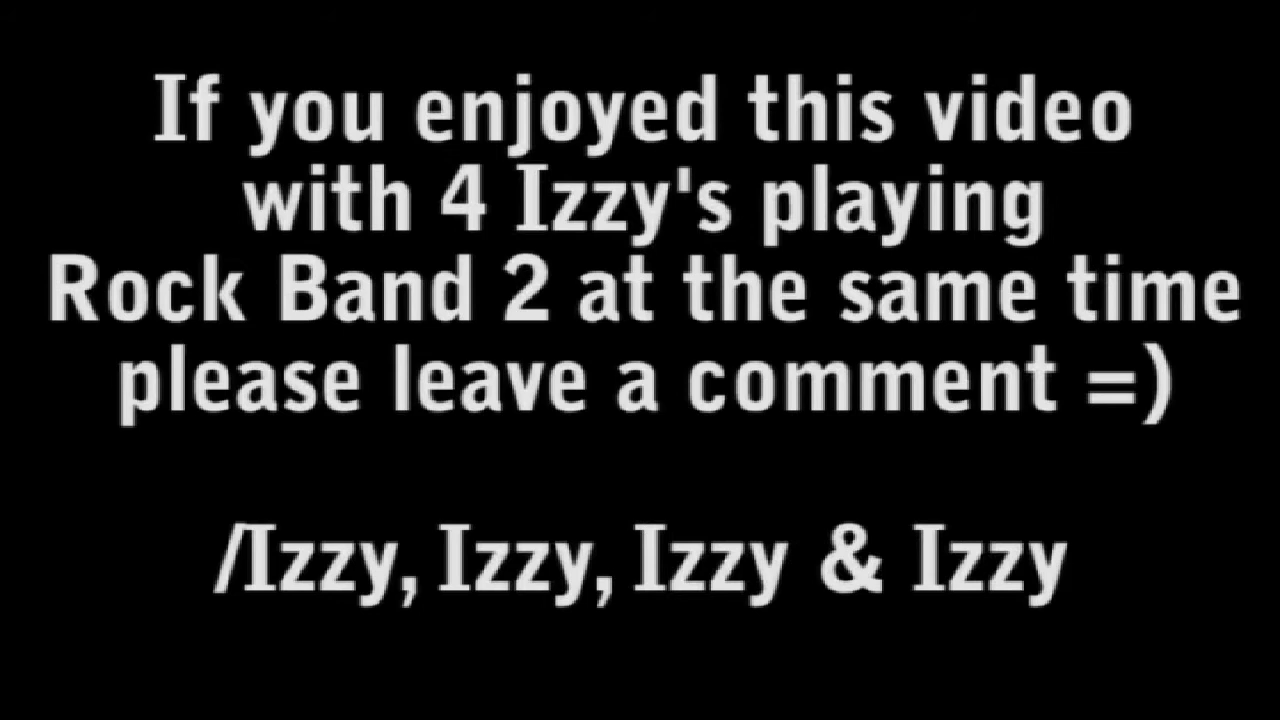 If you enjoyed this video
with 4 Izzy's playing
Rock Band 2 at the same time
please leave a comment =)
/Izzy, Izzy, Izzy & Izzy